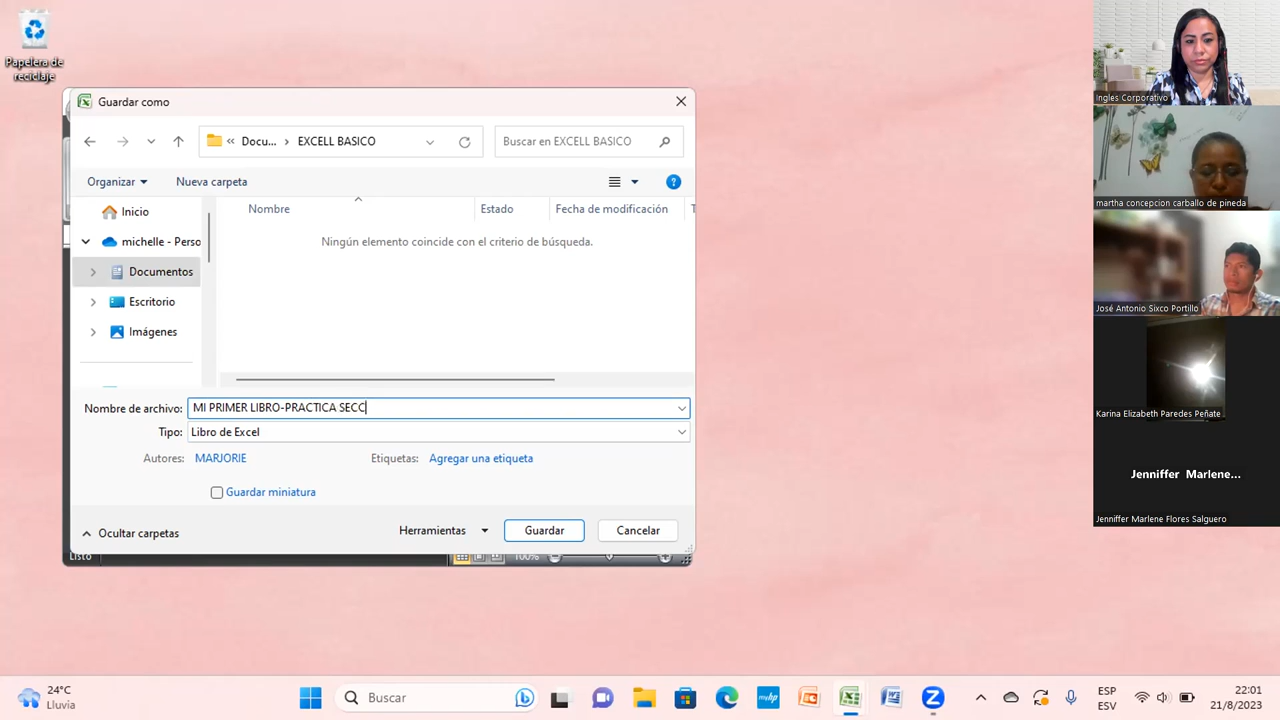 Papelera de
reciclaje
Guardar como
« Docu... › EXCELL BASICO
Buscar en EXCELL BASICO
Organizar
Nueva carpeta
Nombre
Estado
Fecha de modificación
Ningún elemento coincide con el criterio de búsqueda.
Inicio
michelle - Perso
Documentos
Escritorio
Imágenes
Nombre de archivo: MI PRIMER LIBRO-PRACTICA SECC
Tipo: Libro de Excel
Autores: MARJORIE
Etiquetas: Agregar una etiqueta
Guardar miniatura
Ocultar carpetas
Herramientas
Guardar
Cancelar
Listo
100%
Ingles Corporativo
martha concepcion carballo de pineda
José Antonio Sixco Portillo
Karina Elizabeth Paredes Peñate
Jenniffer Marlene...
Jenniffer Marlene Flores Salguero
24°C
Lluvia
Buscar
myhp
ESP
ESV
22:01
21/8/2023